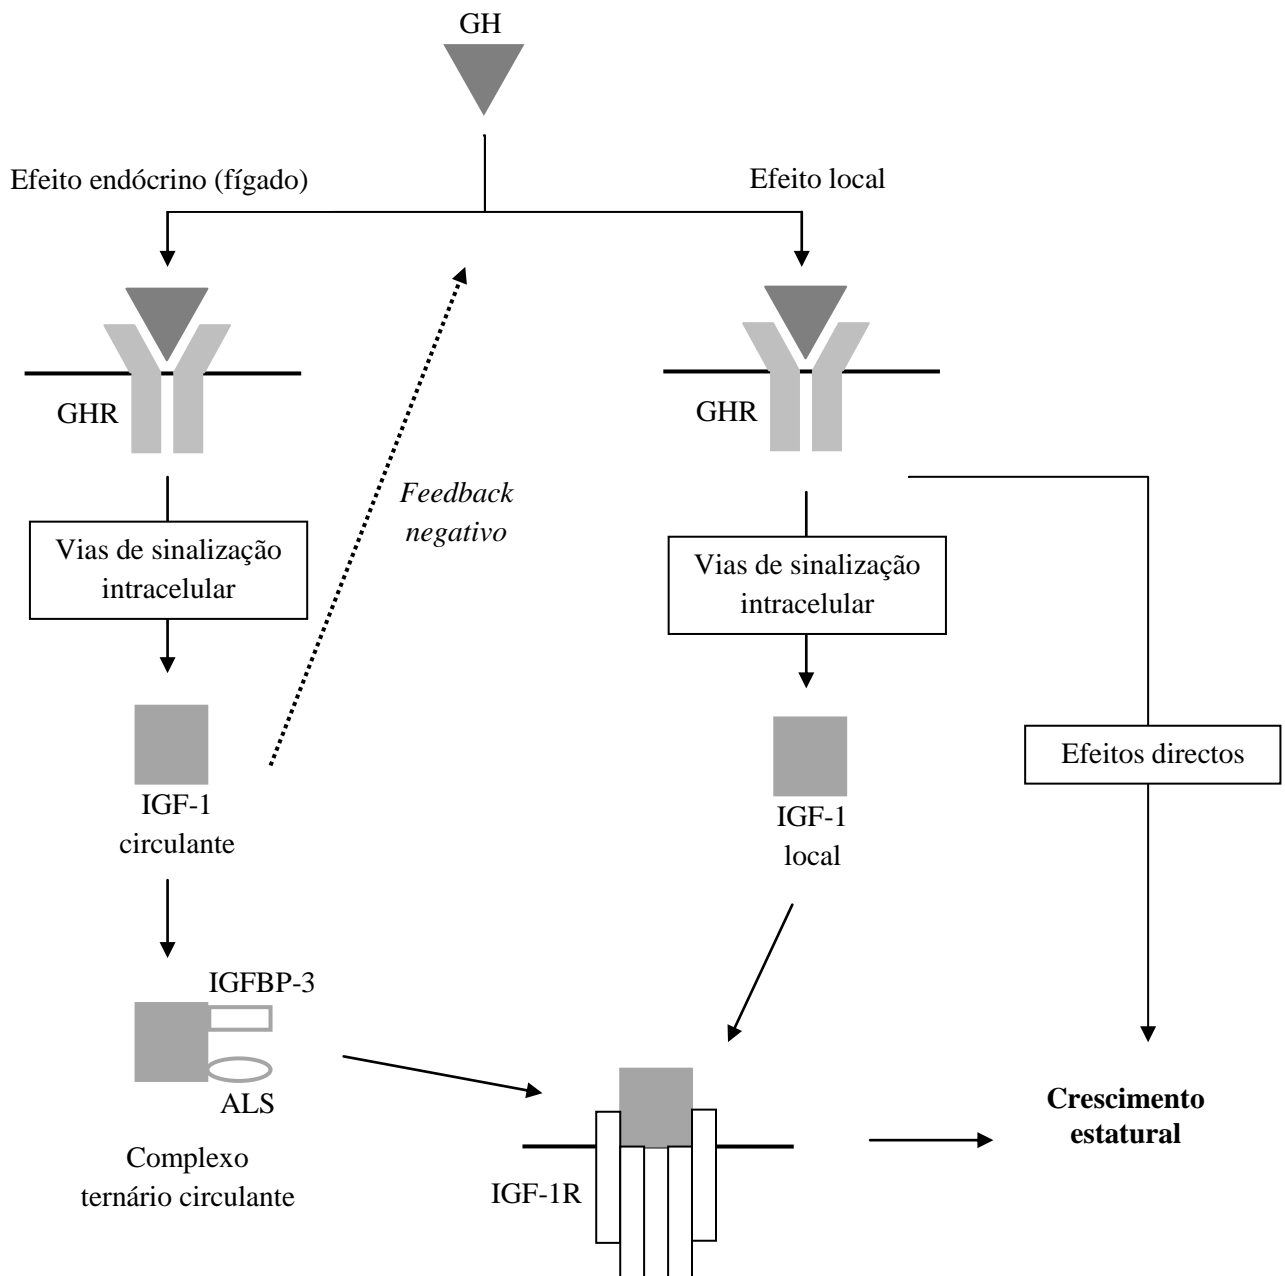 GH
Efeito endócrino (fígado)
Efeito local
GHR
GHR
Feedback
negativo
Vias de sinalização
intracelular
Vias de sinalização
intracelular
IGF-1
circulante
IGF-1
local
Efeitos directos
IGFBP-3
ALS
Complexo
ternário circulante
IGF-1R
Crescimento
estatural